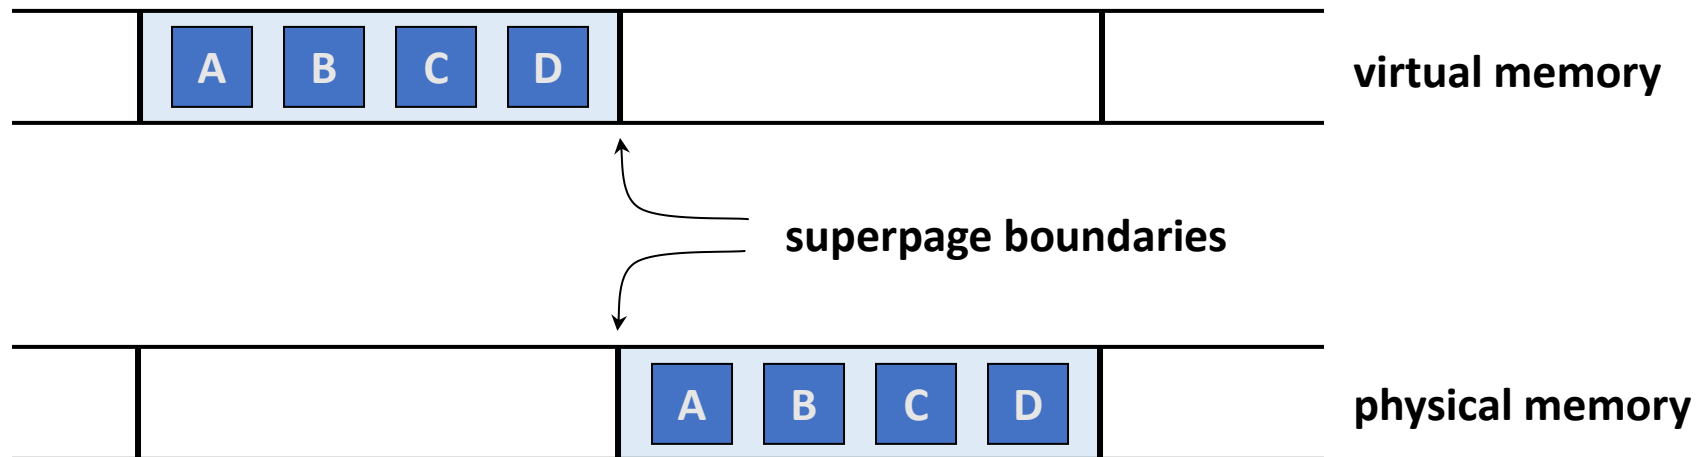 A B C D
virtual memory
superpage boundaries
A B C D
physical memory